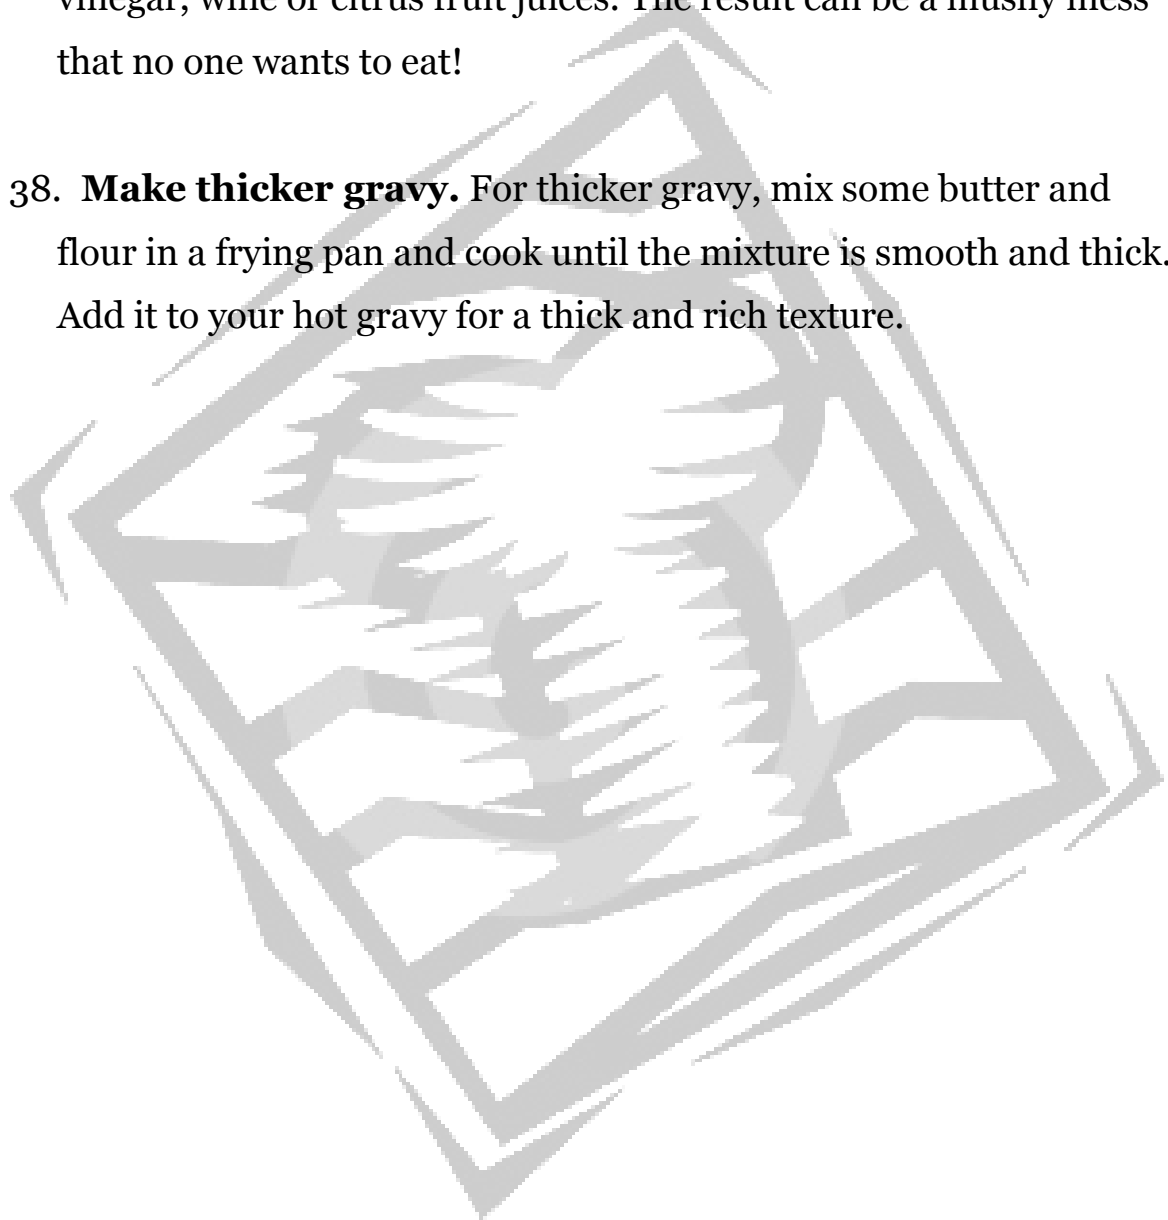 vinegar, wine or citrus fruit juices. The result can be a mushy mess
that no one wants to eat!
38. Make thicker gravy. For thicker gravy, mix some butter and
flour in a frying pan and cook until the mixture is smooth and thick.
Add it to your hot gravy for a thick and rich texture.